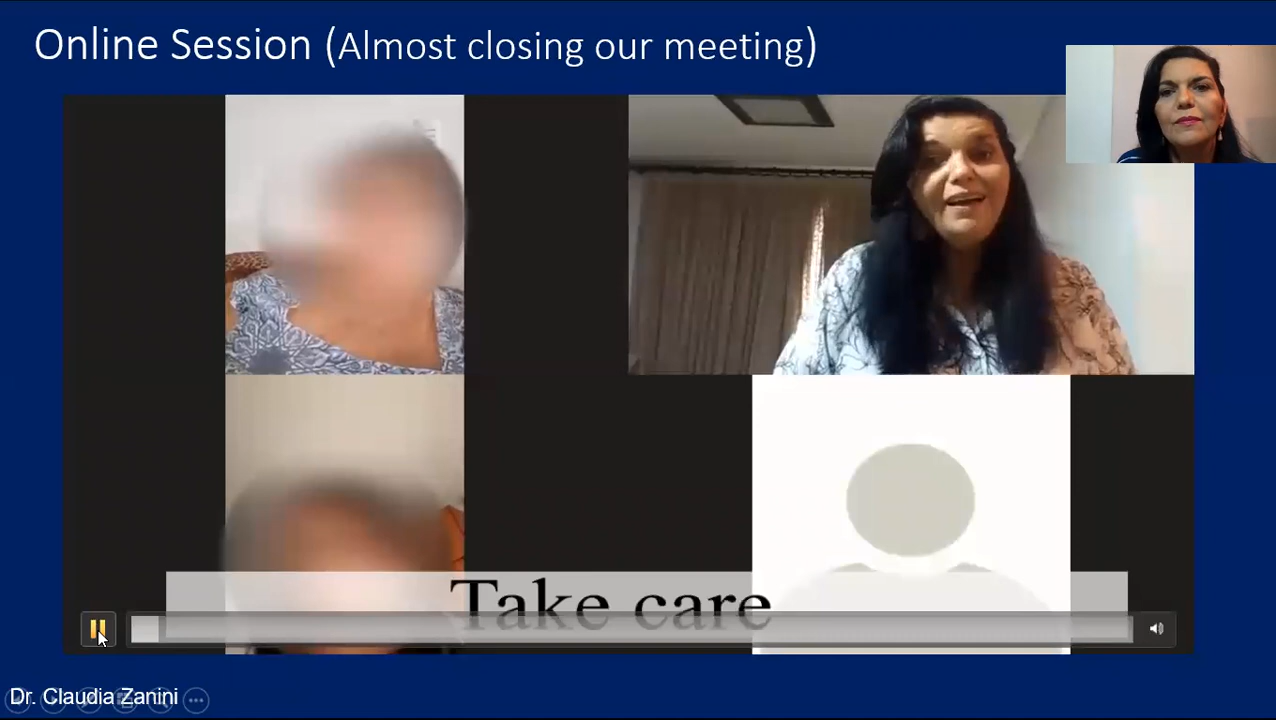 Online Session (Almost closing our meeting)
Take care
Dr. Claudia Zanini